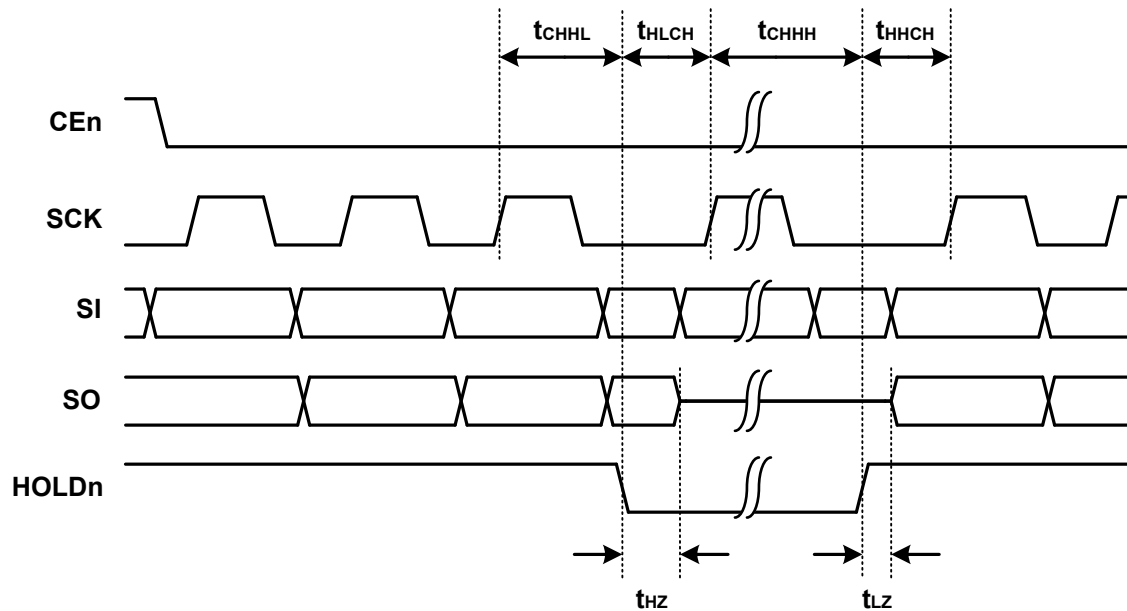 tCHHL tHLCH tCHHH tHHCH
CEn
SCK
SI
SO
HOLDn
tHZ tLZ